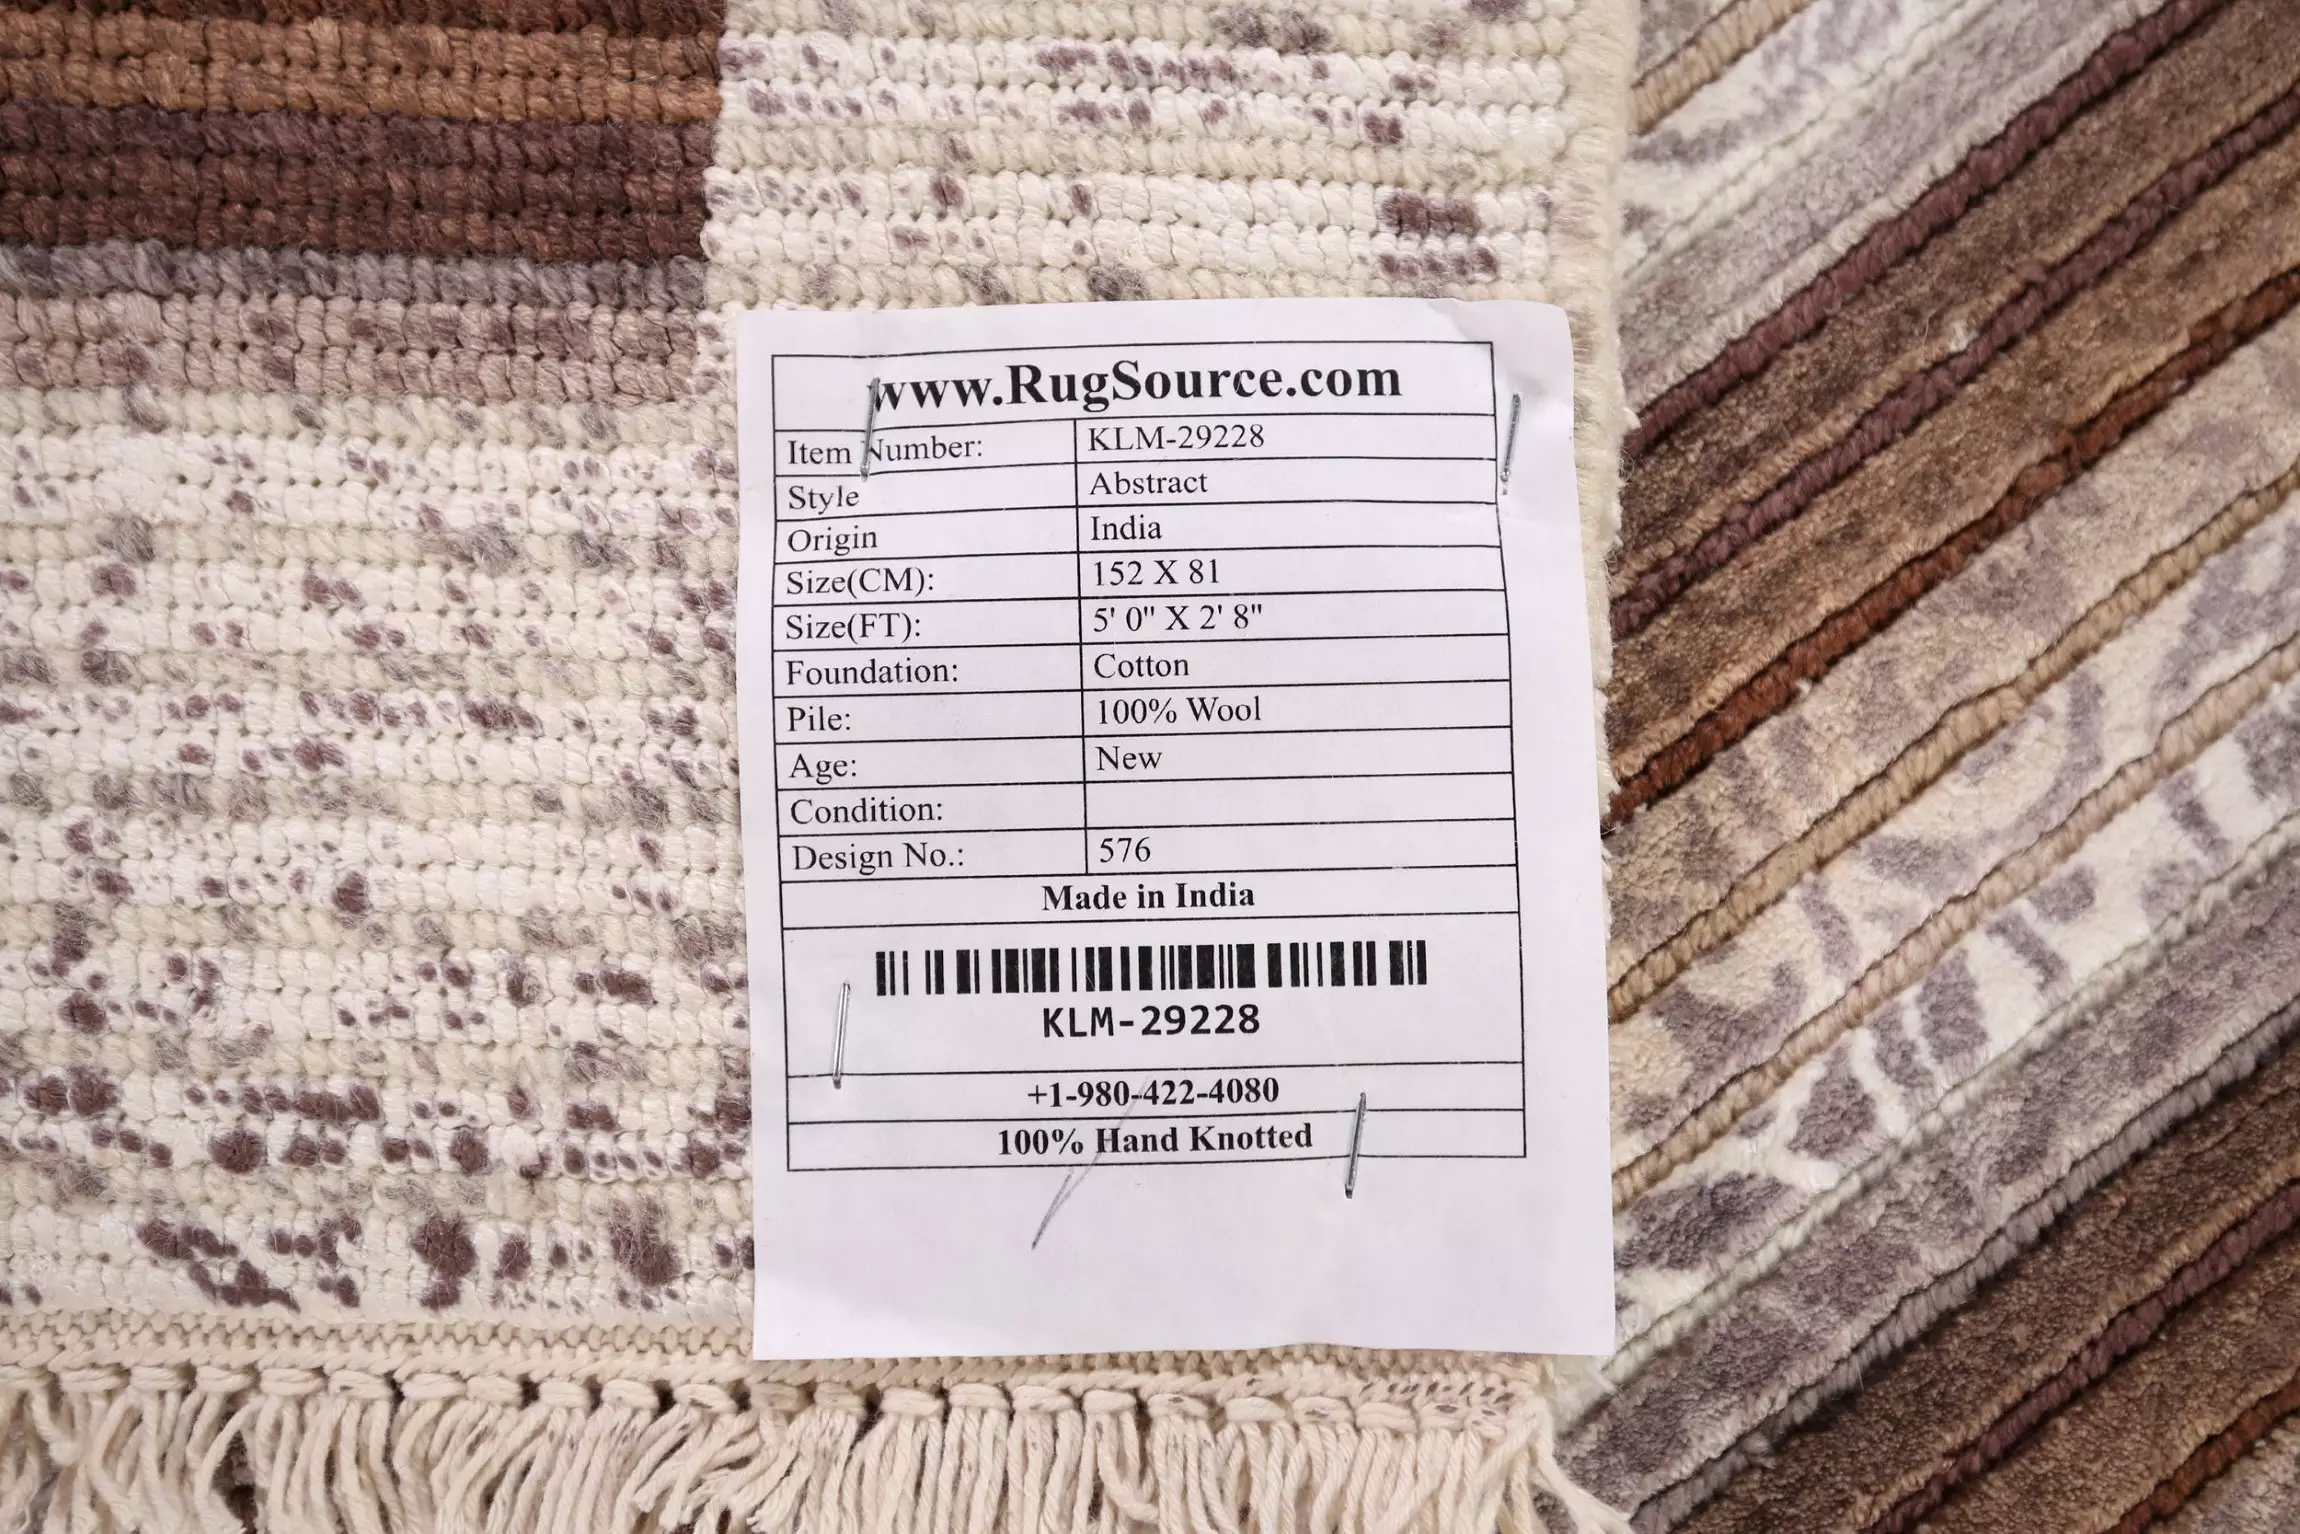 www.RugSource.com
Item Number: KLM-29228
Style Abstract
Origin India
Size(CM): 152 X 81
Size(FT): 5' 0" X 2' 8"
Foundation: Cotton
Pile: 100% Wool
Age: New
Condition:
Design No.: 576
Made in India
KLM-29228
+1-980-422-4080
100% Hand Knotted